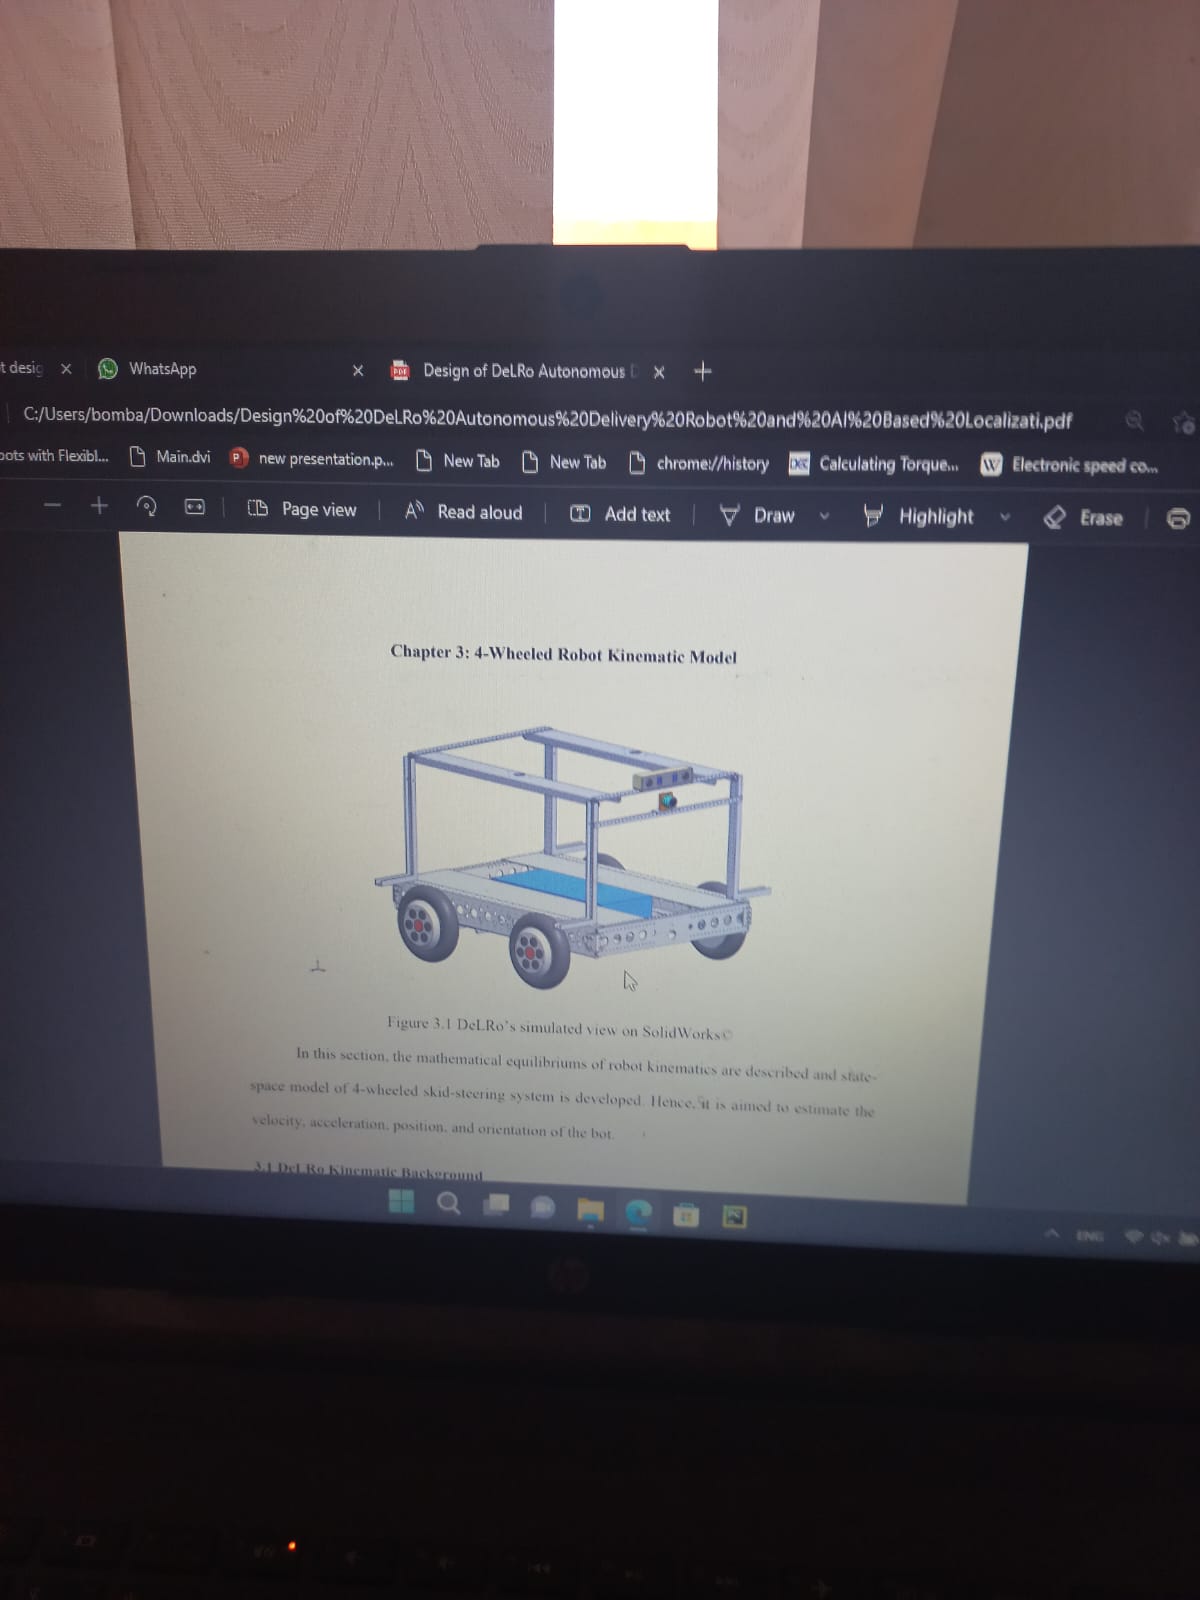 t desig
WhatsApp
Design of DeLRo Autonomous D
C:/Users/bomba/Downloads/Design%20of%20DeLRo%20Autonomous%20Delivery%20Robot%20and%20AI%20Based%20Localizati.pdf
ots with Flexibl...
Main.dvi
new presentation.p...
New Tab
New Tab
chrome://history
Calculating Torque...
Electronic speed co...
Page view
Read aloud
Add text
Draw
Highlight
Erase
Chapter 3: 4-Wheeled Robot Kinematic Model
Figure 3.1 DeLRo's simulated view on SolidWorks©
In this section, the mathematical equilibriums of robot kinematics are described and state-
space model of 4-wheeled skid-steering system is developed. Hence, it is aimed to estimate the
velocity, acceleration, position, and orientation of the bot.
3.1 DeLRo Kinematic Background
ENG